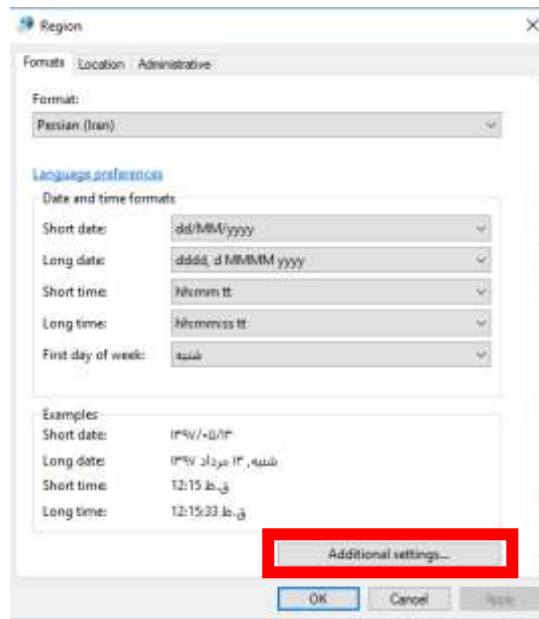 Region
Formats Location Administrative
Format:
Persian (Iran)
Language preferences
Date and time formats
Short date: dd/MM/yyyy
Long date: dddd, d MMMM yyyy
Short time: hh:mm tt
Long time: hh:mm:ss tt
First day of week: شنبه
Examples
Short date: ۱۳۹۷/۰۵/۱۳
Long date: شنبه, ۱۳ مرداد ۱۳۹۷
Short time: 12:15 ق.ظ
Long time: 12:15:33 ق.ظ
Additional settings...
OK Cancel Apply